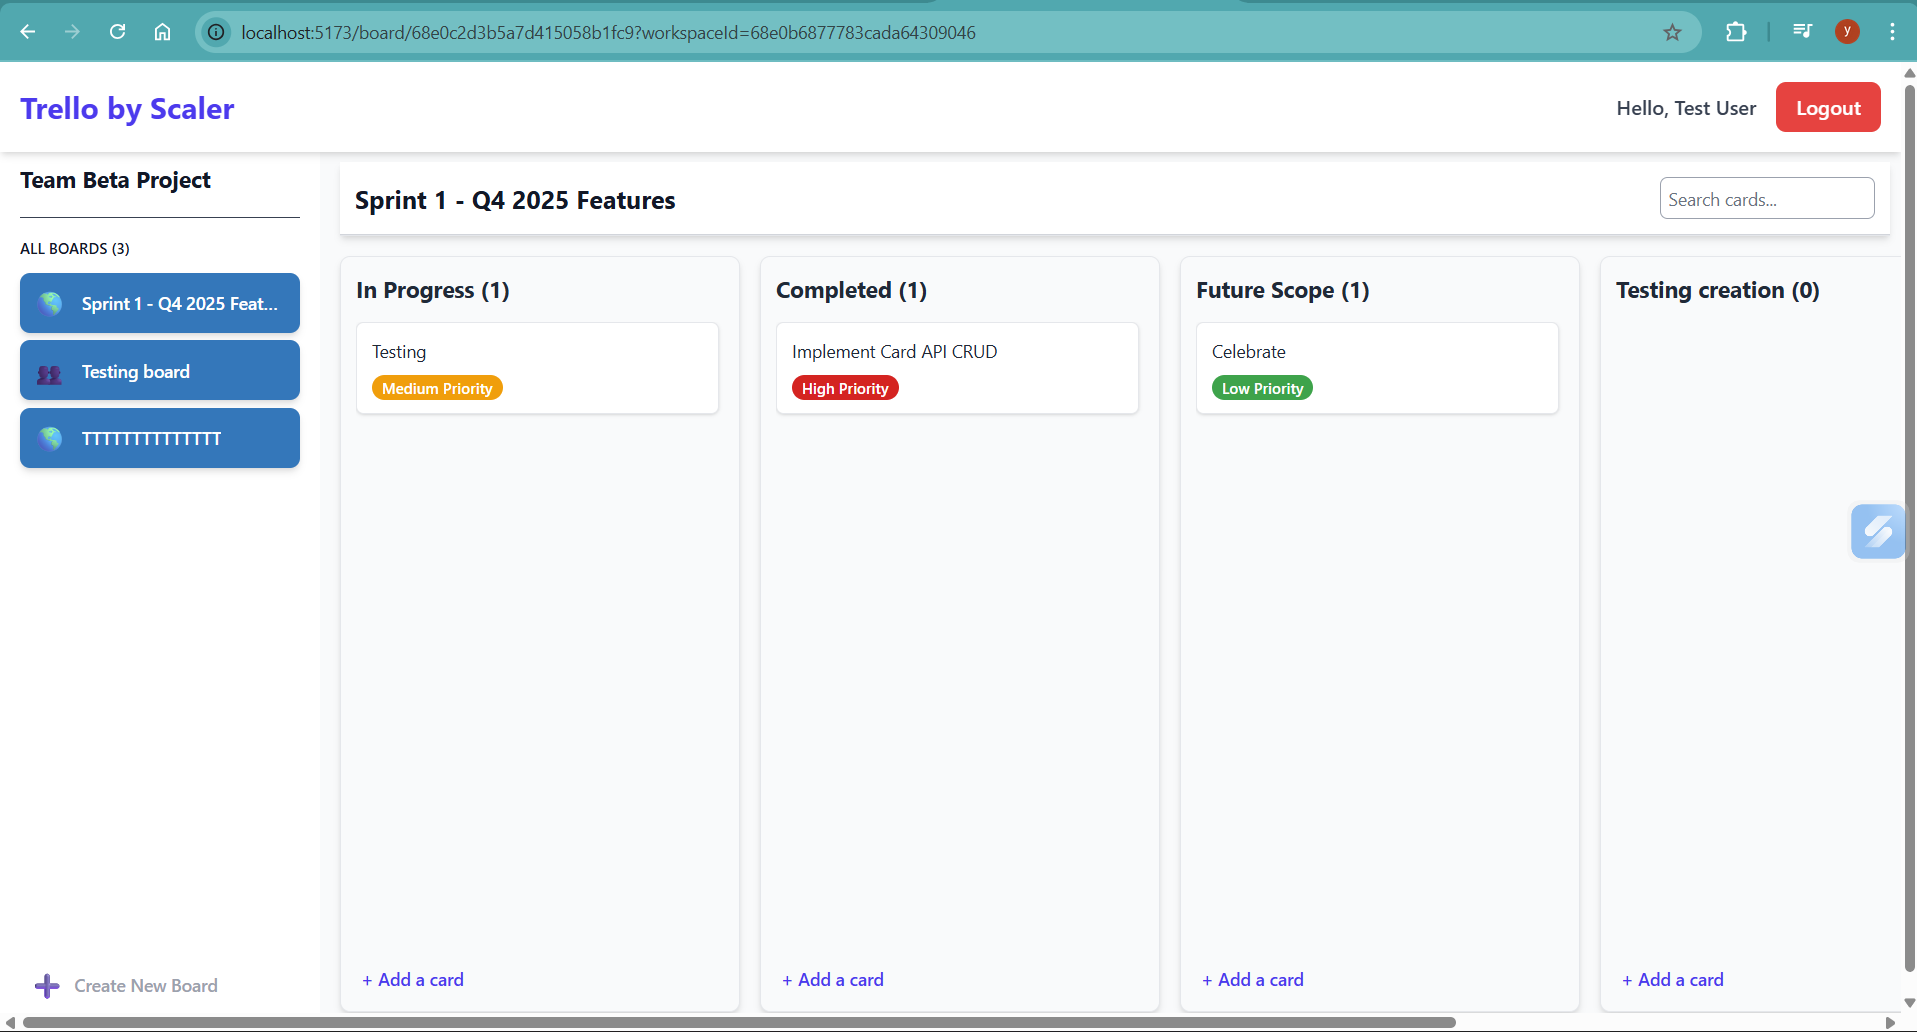 localhost:5173/board/68e0c2d3b5a7d415058b1fc9?workspaceId=68e0b6877783cada64309046
y
Trello by Scaler
Hello, Test User
Logout
Team Beta Project
ALL BOARDS (3)
Sprint 1 - Q4 2025 Feat...
Testing board
TTTTTTTTTTTTTT
Create New Board
Sprint 1 - Q4 2025 Features
Search cards...
In Progress (1)
Testing
Medium Priority
+ Add a card
Completed (1)
Implement Card API CRUD
High Priority
+ Add a card
Future Scope (1)
Celebrate
Low Priority
+ Add a card
Testing creation (0)
+ Add a card